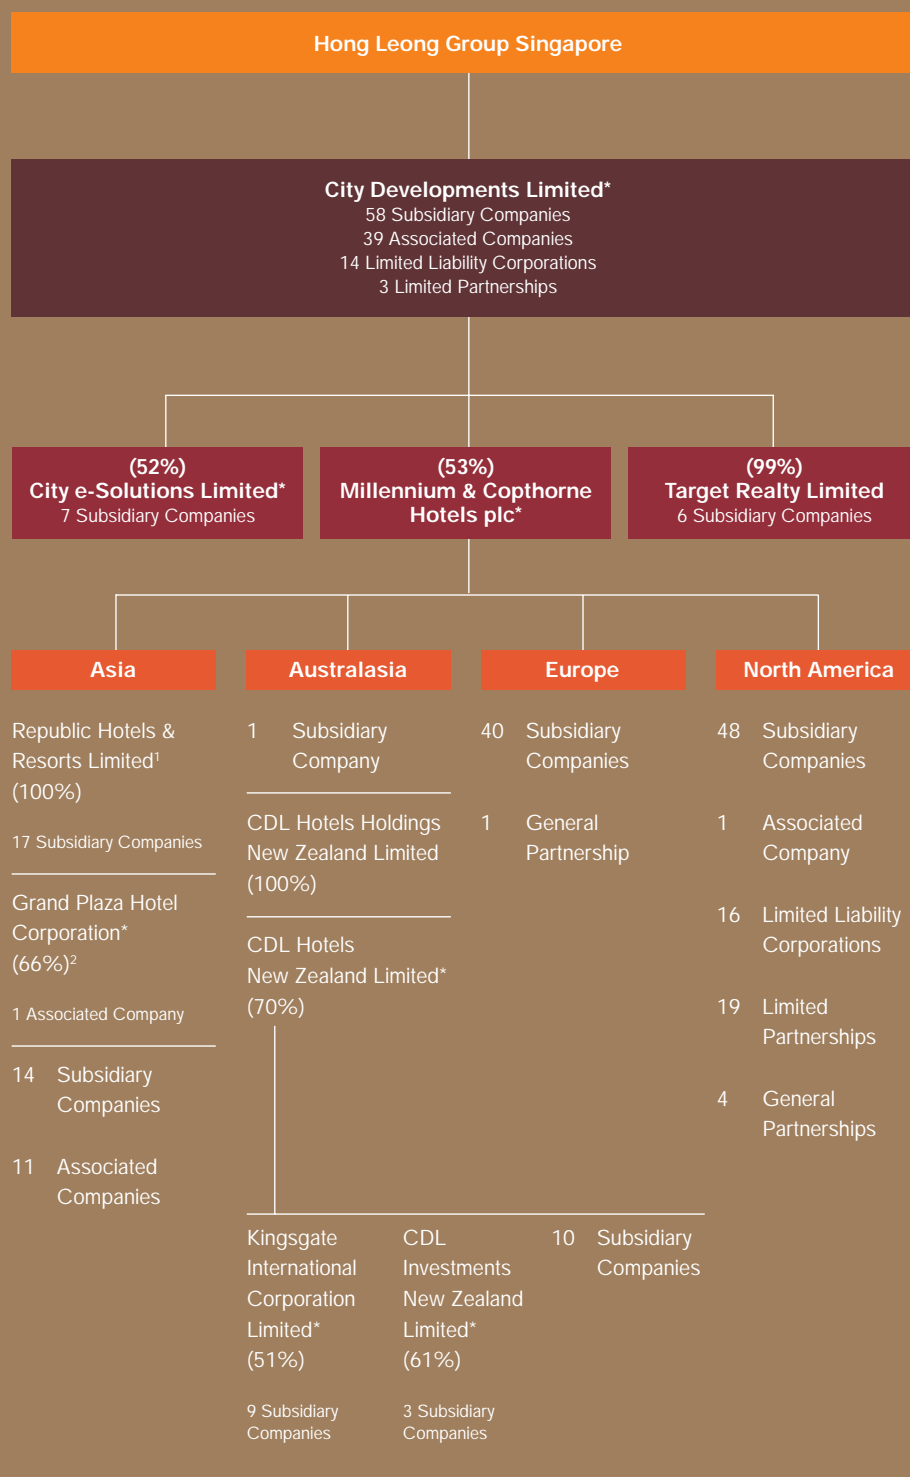 Hong Leong Group Singapore
City Developments Limited*
58 Subsidiary Companies
39 Associated Companies
14 Limited Liability Corporations
3 Limited Partnerships
(52%)
City e-Solutions Limited*
7 Subsidiary Companies
(53%)
Millennium & Copthorne
Hotels plc*
(99%)
Target Realty Limited
6 Subsidiary Companies
Asia
Republic Hotels &
Resorts Limited¹
(100%)
17 Subsidiary Companies
Grand Plaza Hotel
Corporation*
(66%)²
1 Associated Company
14 Subsidiary
Companies
11 Associated
Companies
Australasia
1 Subsidiary
Company
CDL Hotels Holdings
New Zealand Limited
(100%)
CDL Hotels
New Zealand Limited*
(70%)
Kingsgate
International
Corporation
Limited*
(51%)
9 Subsidiary
Companies
CDL
Investments
New Zealand
Limited*
(61%)
3 Subsidiary
Companies
10 Subsidiary
Companies
Europe
40 Subsidiary
Companies
1 General
Partnership
North America
48 Subsidiary
Companies
1 Associated
Company
16 Limited Liability
Corporations
19 Limited
Partnerships
4 General
Partnerships